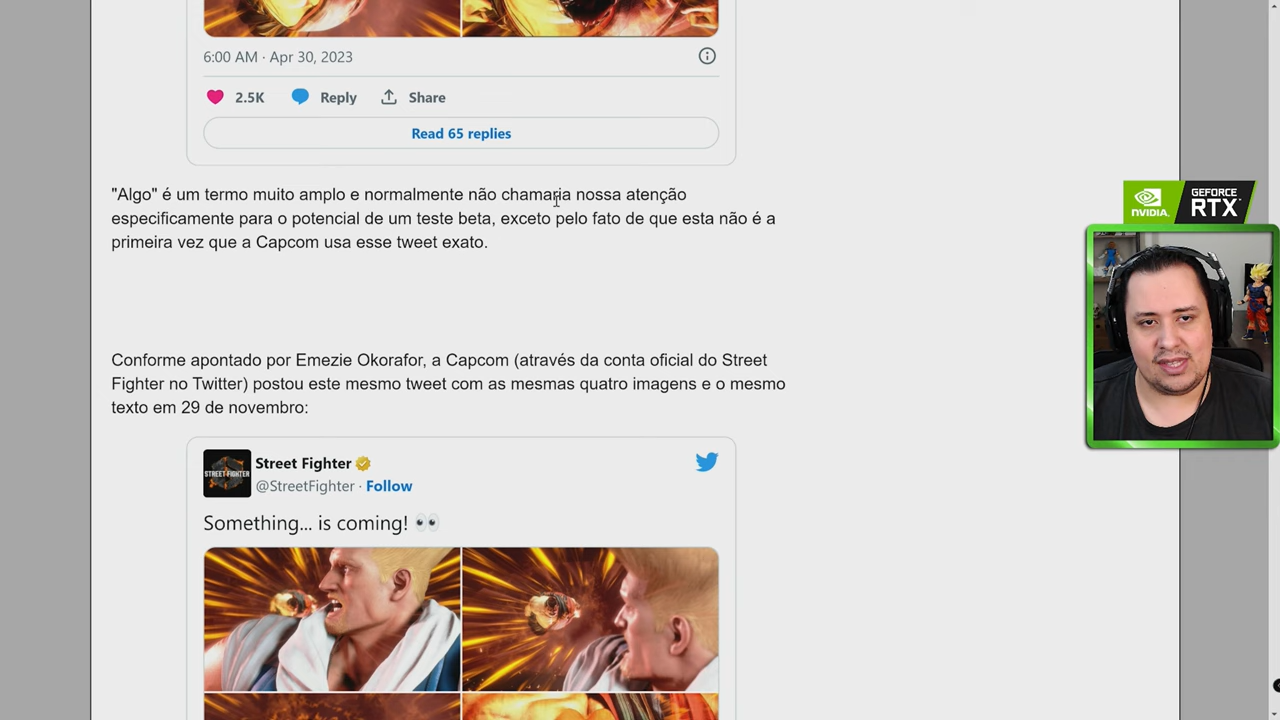 6:00 AM · Apr 30, 2023
2.5K Reply Share
Read 65 replies
"Algo" é um termo muito amplo e normalmente não chamaria nossa atenção
especificamente para o potencial de um teste beta, exceto pelo fato de que esta não é a
primeira vez que a Capcom usa esse tweet exato.
NVIDIA.
GEFORCE
RTX
Conforme apontado por Emezie Okorafor, a Capcom (através da conta oficial do Street
Fighter no Twitter) postou este mesmo tweet com as mesmas quatro imagens e o mesmo
texto em 29 de novembro:
STREET FIGHTER
Street Fighter
@StreetFighter · Follow
Something... is coming! 👀